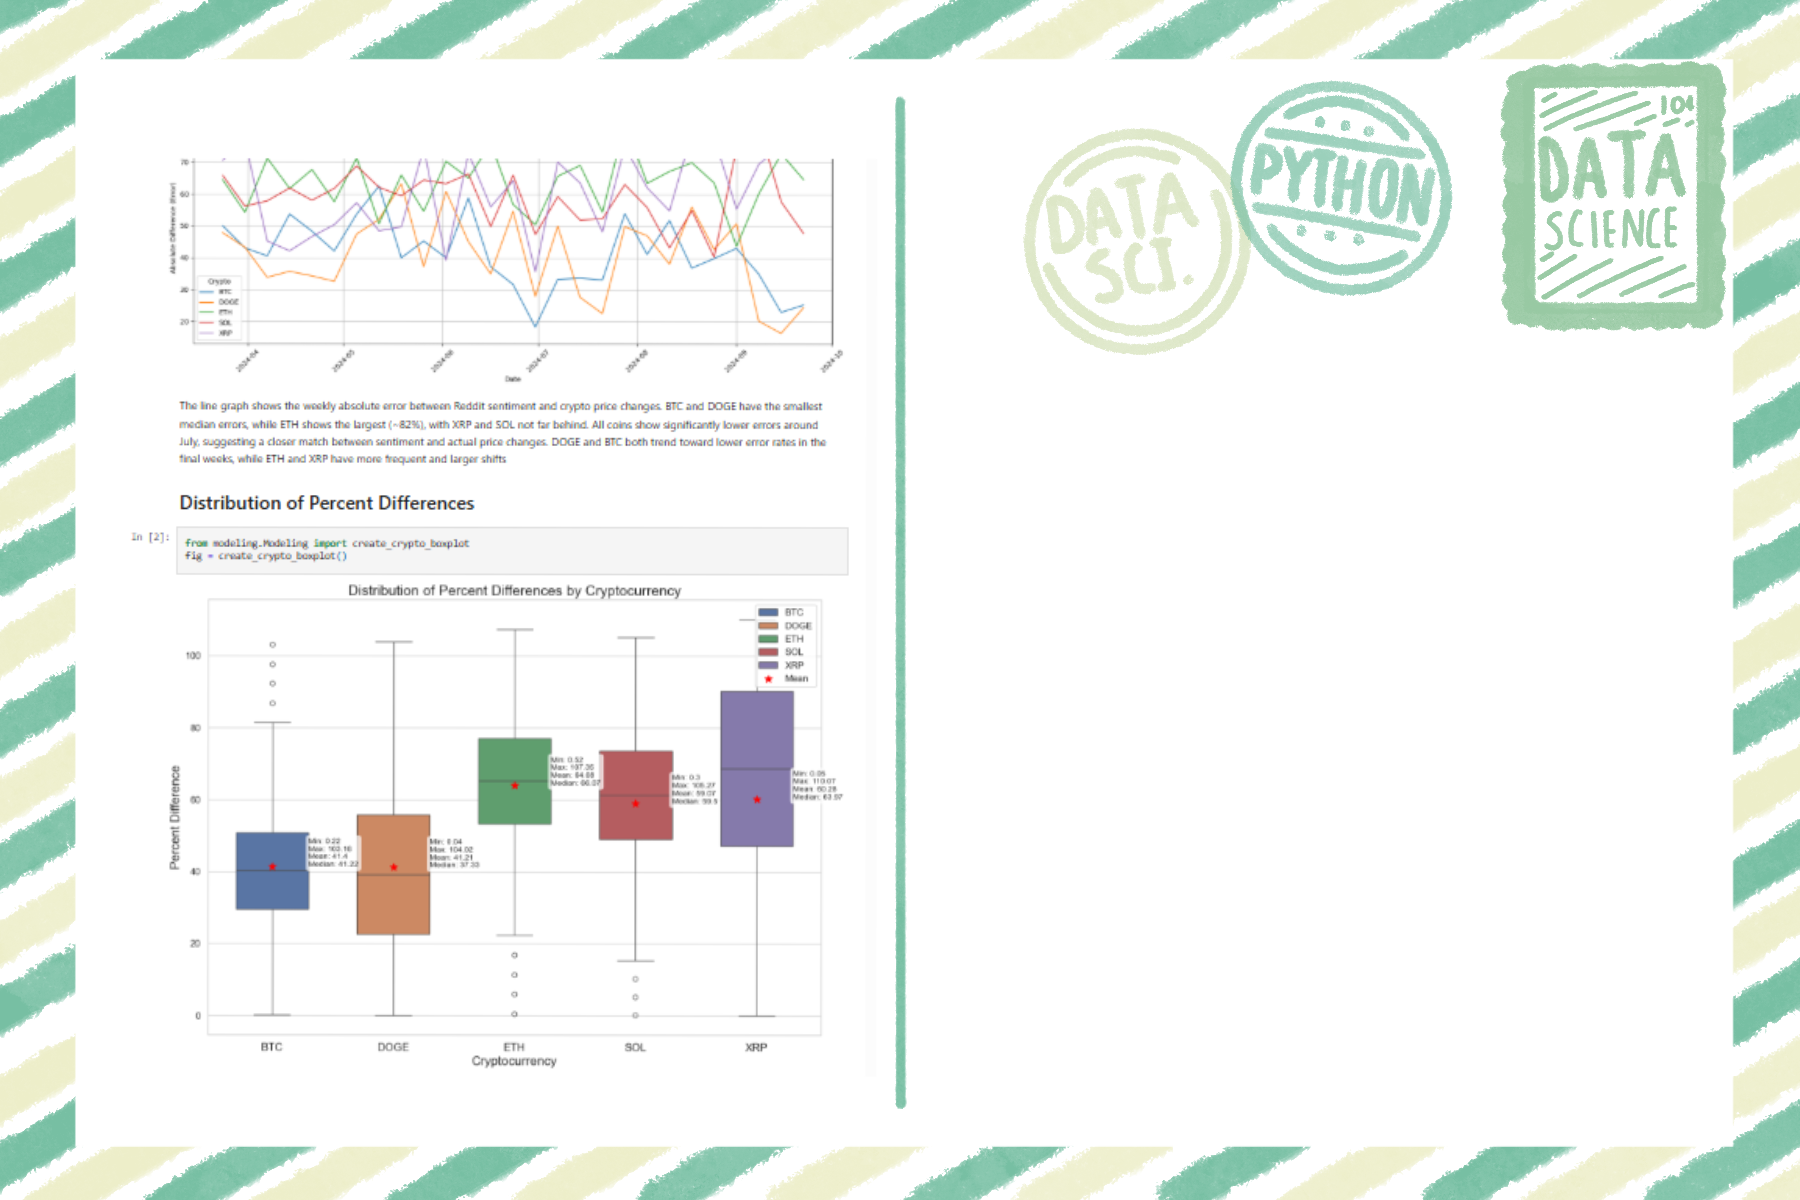 70
60
50
40
30
20
Absolute Difference (Error)
Crypto
BTC
DOGE
ETH
SOL
XRP
2024-04
2024-05
2024-06
2024-07
2024-08
2024-09
2024-10
Date
The line graph shows the weekly absolute error between Reddit sentiment and crypto price changes. BTC and DOGE have the smallest
median errors, while ETH shows the largest (~82%), with XRP and SOL not far behind. All coins show significantly lower errors around
July, suggesting a closer match between sentiment and actual price changes. DOGE and BTC both trend toward lower error rates in the
final weeks, while ETH and XRP have more frequent and larger shifts
Distribution of Percent Differences
In [2]:
from modeling.Modeling import create_crypto_boxplot
fig = create_crypto_boxplot()
Distribution of Percent Differences by Cryptocurrency
BTC
DOGE
ETH
SOL
XRP
Mean
100
80
60
40
20
0
Percent Difference
Min: 0.22
Max: 103.16
Mean: 41.4
Median: 41.22
Min: 0.04
Max: 104.02
Mean: 41.21
Median: 37.33
Min: 0.52
Max: 107.35
Mean:
Median:
Min: 0.3
Max: 105.27
Mean: 59.07
Median: 59.5
Min: 0.05
Max: 110.07
Mean: 60.28
Median: 63.97
BTC
DOGE
ETH
SOL
XRP
Cryptocurrency
DATA
SCI.
PYTHON
DATA
SCIENCE